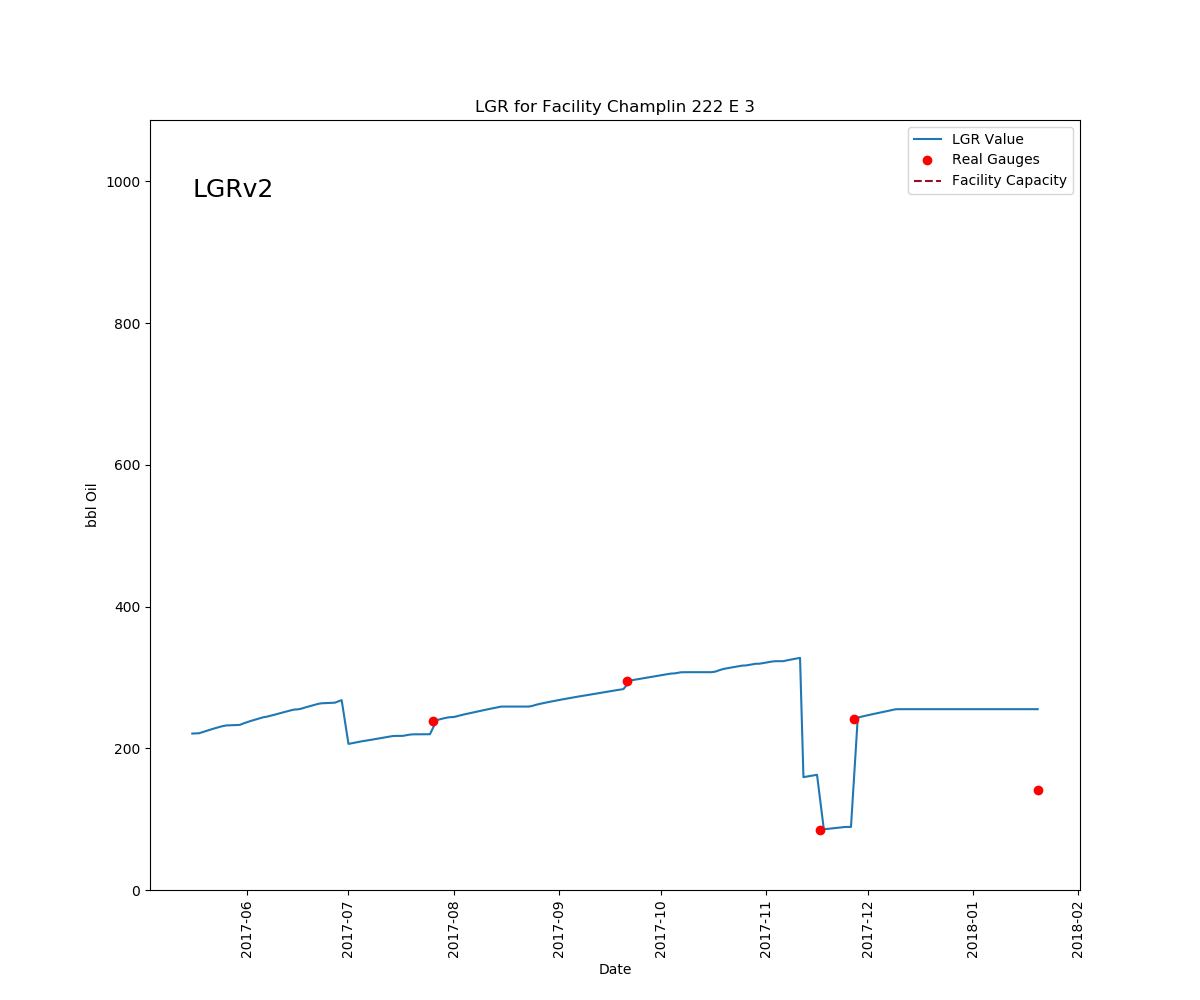 LGR for Facility Champlin 222 E 3
LGR Value
Real Gauges
Facility Capacity
LGRv2
1000
800
600
400
200
0
bbl Oil
2017-06
2017-07
2017-08
2017-09
2017-10
2017-11
2017-12
2018-01
2018-02
Date